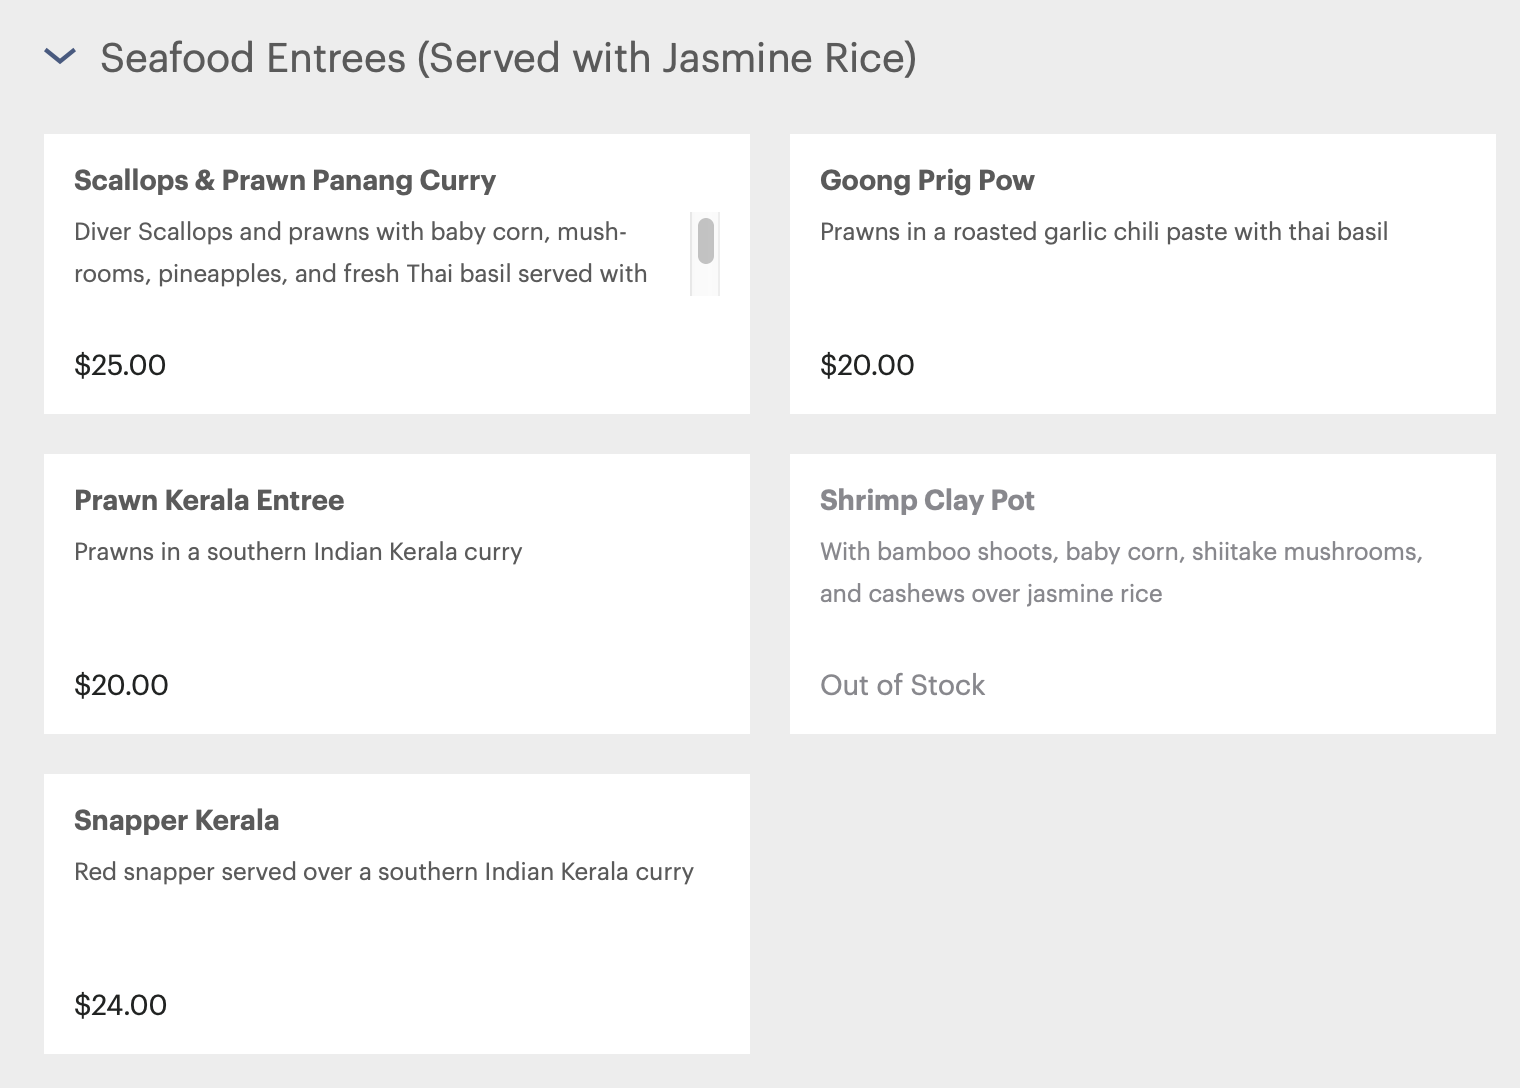 Seafood Entrees (Served with Jasmine Rice)
Scallops & Prawn Panang Curry
Diver Scallops and prawns with baby corn, mush-
rooms, pineapples, and fresh Thai basil served with
$25.00
Goong Prig Pow
Prawns in a roasted garlic chili paste with thai basil
$20.00
Prawn Kerala Entree
Prawns in a southern Indian Kerala curry
$20.00
Shrimp Clay Pot
With bamboo shoots, baby corn, shiitake mushrooms,
and cashews over jasmine rice
Out of Stock
Snapper Kerala
Red snapper served over a southern Indian Kerala curry
$24.00